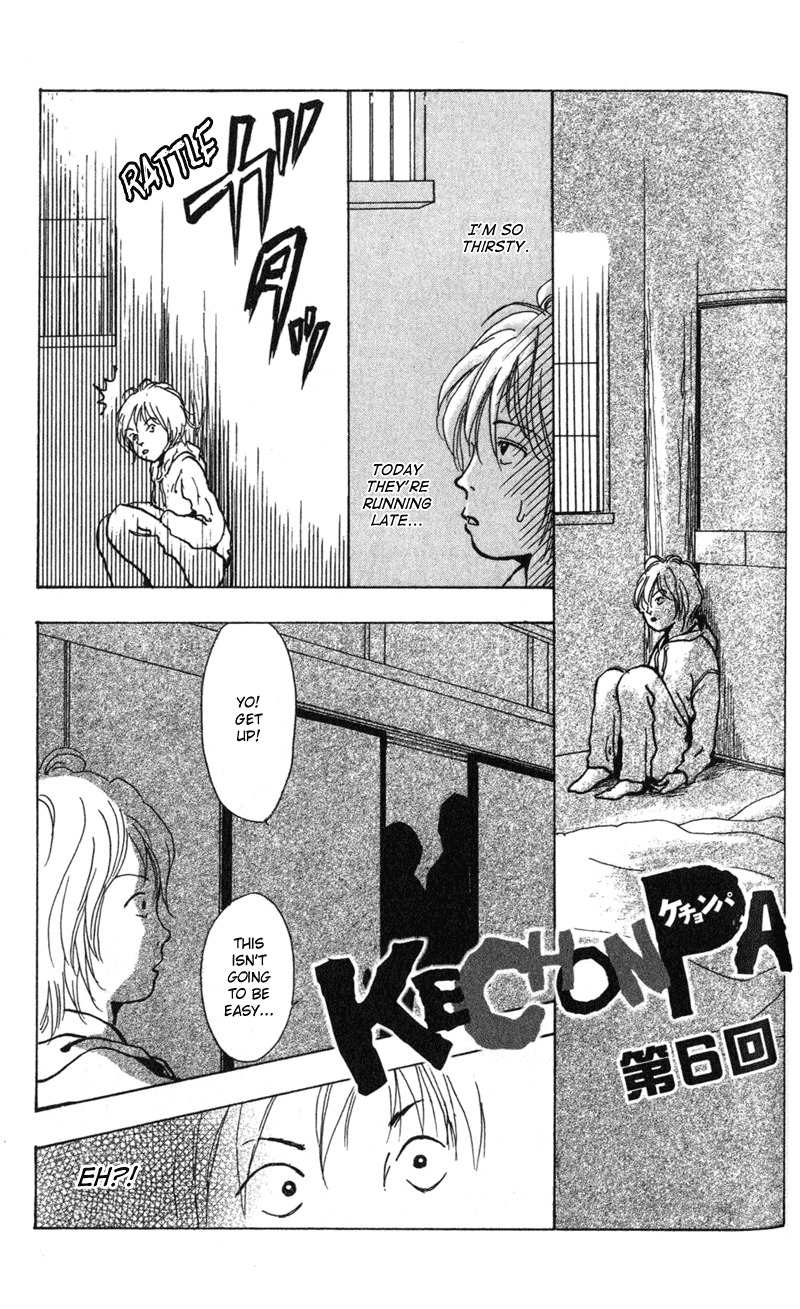 I'M SO
THIRSTY.
TODAY
THEY'RE
RUNNING
LATE...
RATTLE
ガタッ
YO!
GET
UP!
THIS
ISN'T
GOING
TO BE
EASY...
KECHONPA
ケチョンパ
第6回
EH?!